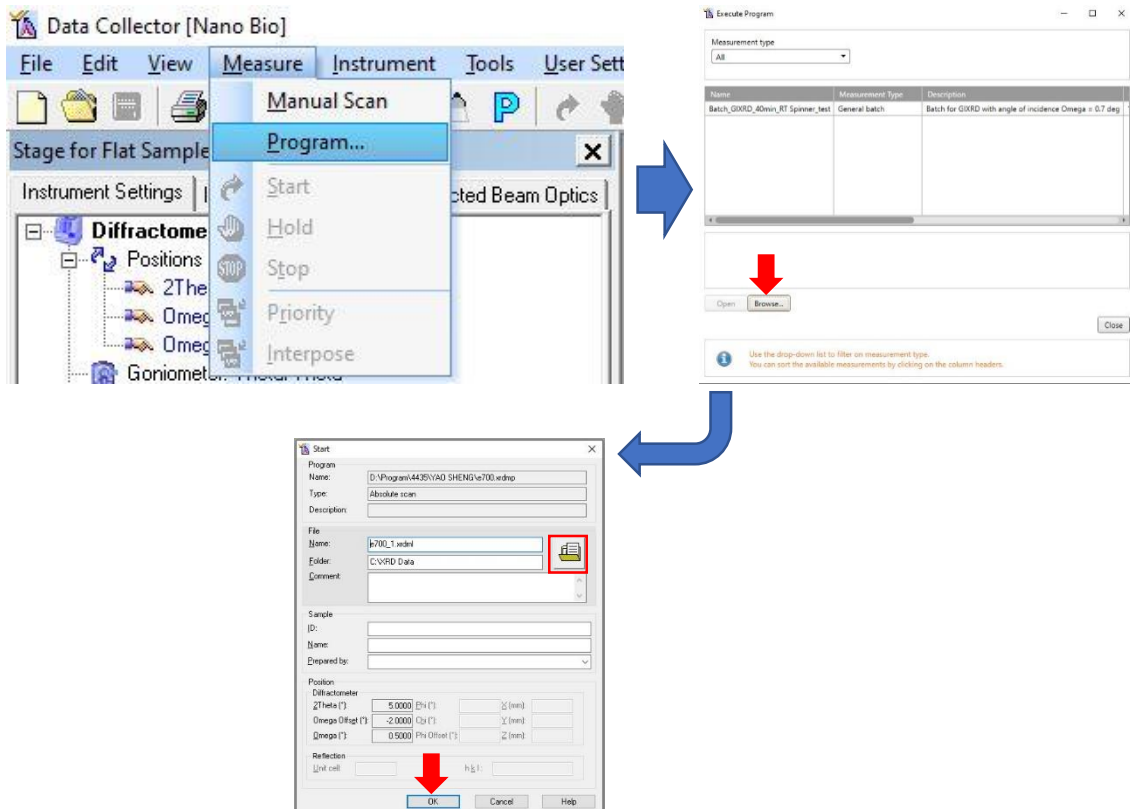 Data Collector [Nano Bio]
File Edit View Measure Instrument Tools User Sett
Manual Scan
P
Stage for Flat Sample
Program...
Instrument Settings
Start
cted Beam Optics
Diffractome
Hold
Positions
STOP
Stop
2The
Omeg
Priority
Omeg
Interpose
Goniometer:
Execute Program
Measurement type
All
Name Measurement Type Description
Batch_GIXRD_40min_RT Spinner_test General batch Batch for GIXRD with angle of incidence Omega = 0.7 deg
Open Browse...
Close
Use the drop-down list to filter on measurement type.
You can sort the available measurements by clicking on the column headers.
Start
Program
Name: D:\Program\4435\YAO SHENG\e700.xrdmp
Type: Absolute scan
Description:
File
Name: e700_1.xrdml
Folder: C:\XRD Data
Comment:
Sample
ID:
Name:
Prepared by:
Position
Diffractometer
2Theta (°): 5.0000 Phi (°): X (mm):
Omega Offset (°): -2.0000 Chi (°): Y (mm):
Omega (°): 0.5000 Phi Offset (°): Z (mm):
Reflection
Unit cell: h k l:
OK Cancel Help